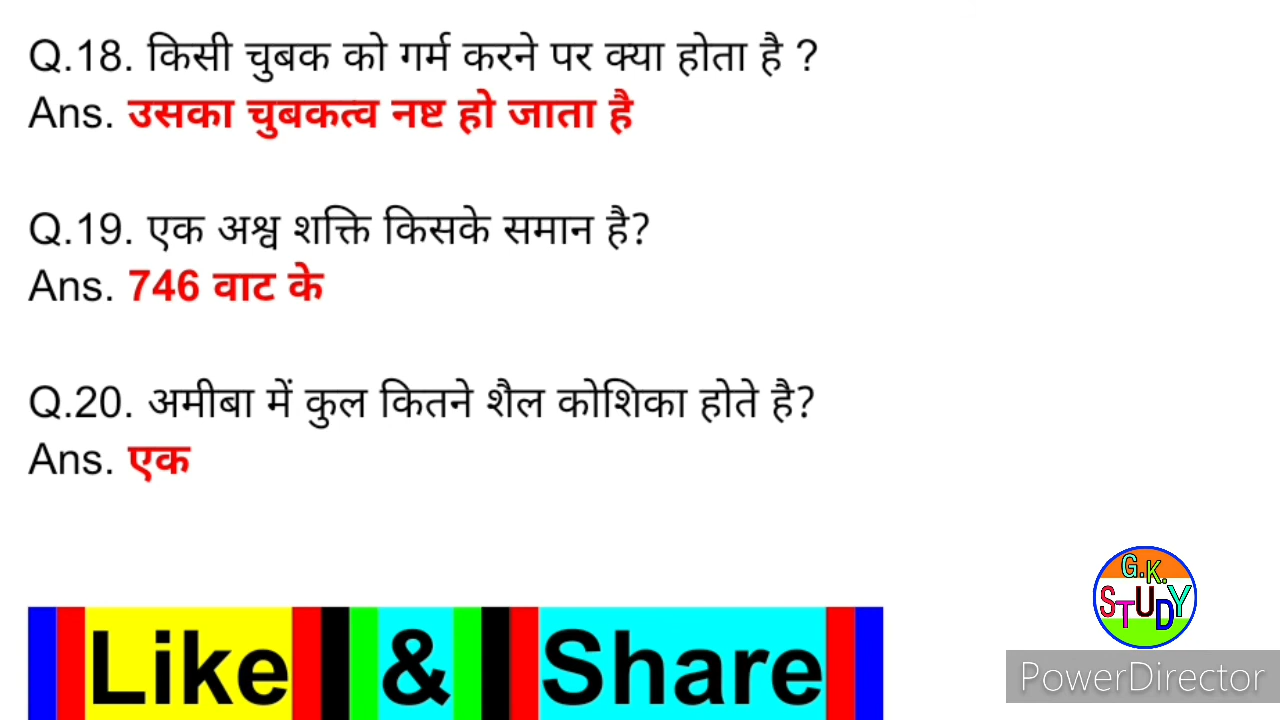 Q.18. किसी चुबक को गर्म करने पर क्या होता है ?
Ans. उसका चुबकत्व नष्ट हो जाता है
Q.19. एक अश्व शक्ति किसके समान है?
Ans. 746 वाट के
Q.20. अमीबा में कुल कितने शैल कोशिका होते है?
Ans. एक
G.K.
STUDY
Like & Share
PowerDirector